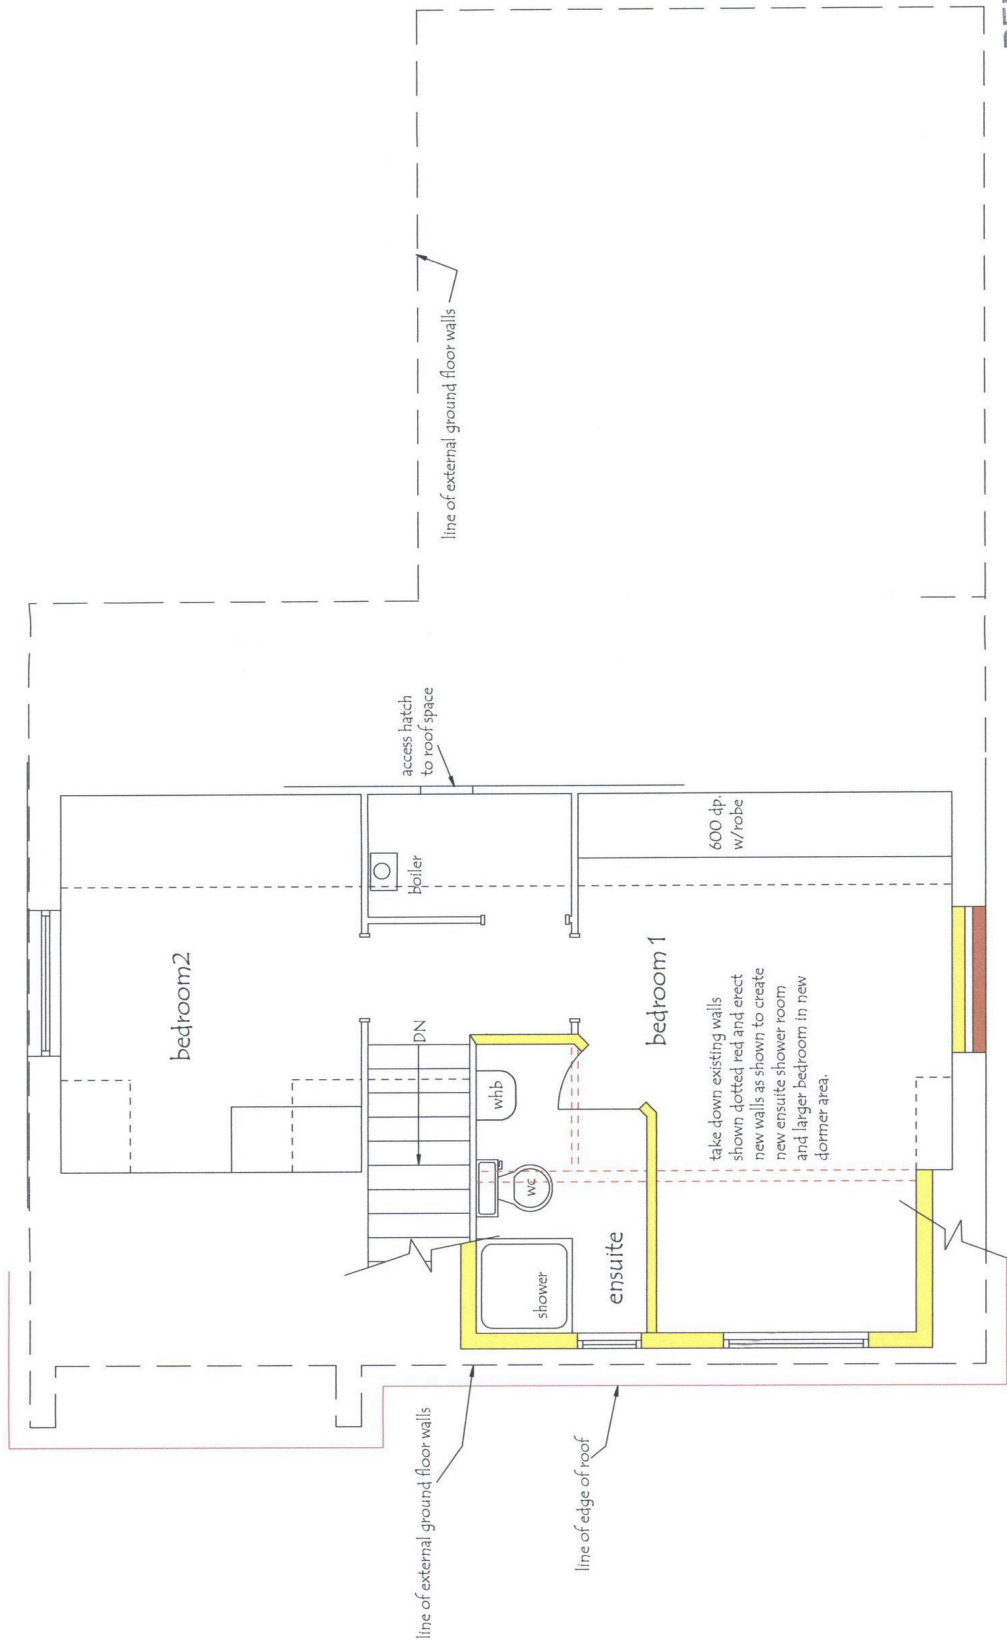 line of external ground floor walls
access hatch
to roof space
bedroom2
boiler
600 dp.
w/robe
DN
bedroom 1
whb
take down existing walls
shown dotted red and erect
new walls as shown to create
new ensuite shower room
and larger bedroom in new
dormer area.
wc
shower
ensuite
line of external ground floor walls
line of edge of roof